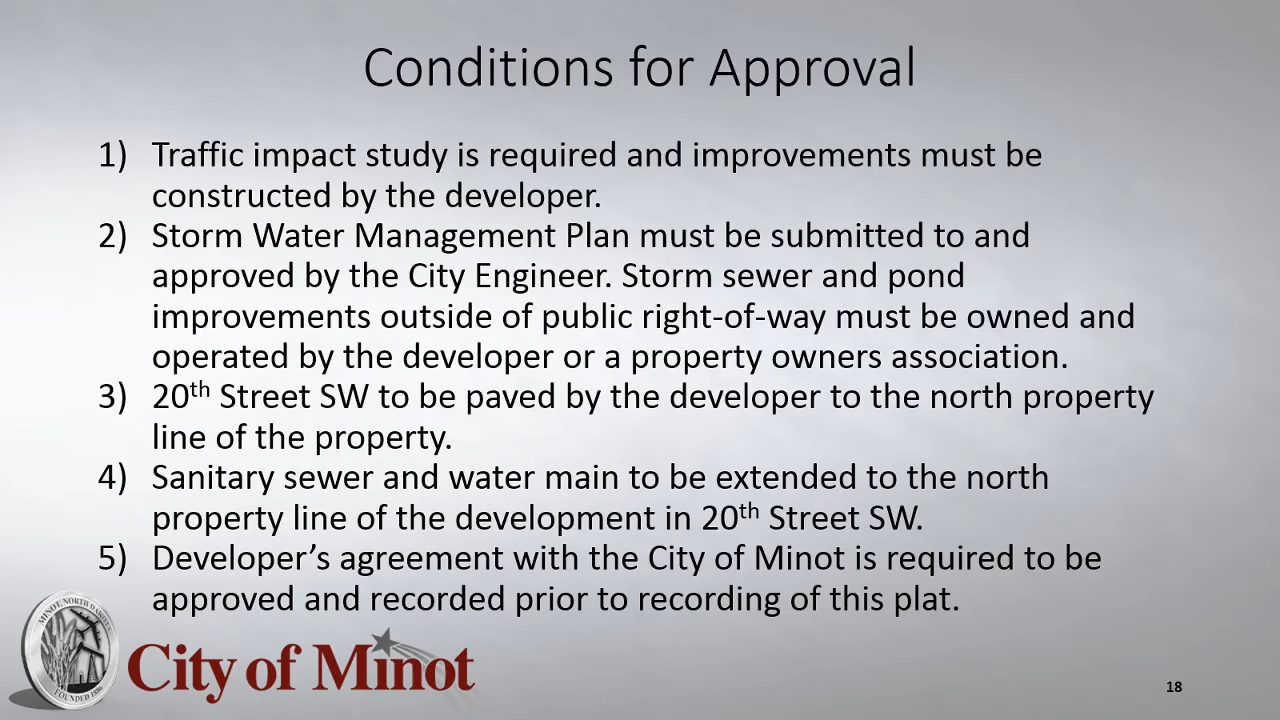 Conditions for Approval
1) Traffic impact study is required and improvements must be
constructed by the developer.
2) Storm Water Management Plan must be submitted to and
approved by the City Engineer. Storm sewer and pond
improvements outside of public right-of-way must be owned and
operated by the developer or a property owners association.
3) 20th Street SW to be paved by the developer to the north property
line of the property.
4) Sanitary sewer and water main to be extended to the north
property line of the development in 20th Street SW.
5) Developer’s agreement with the City of Minot is required to be
approved and recorded prior to recording of this plat.
MINOT NORTH DAKOTA
FOUNDED 1886
City of Minot
18